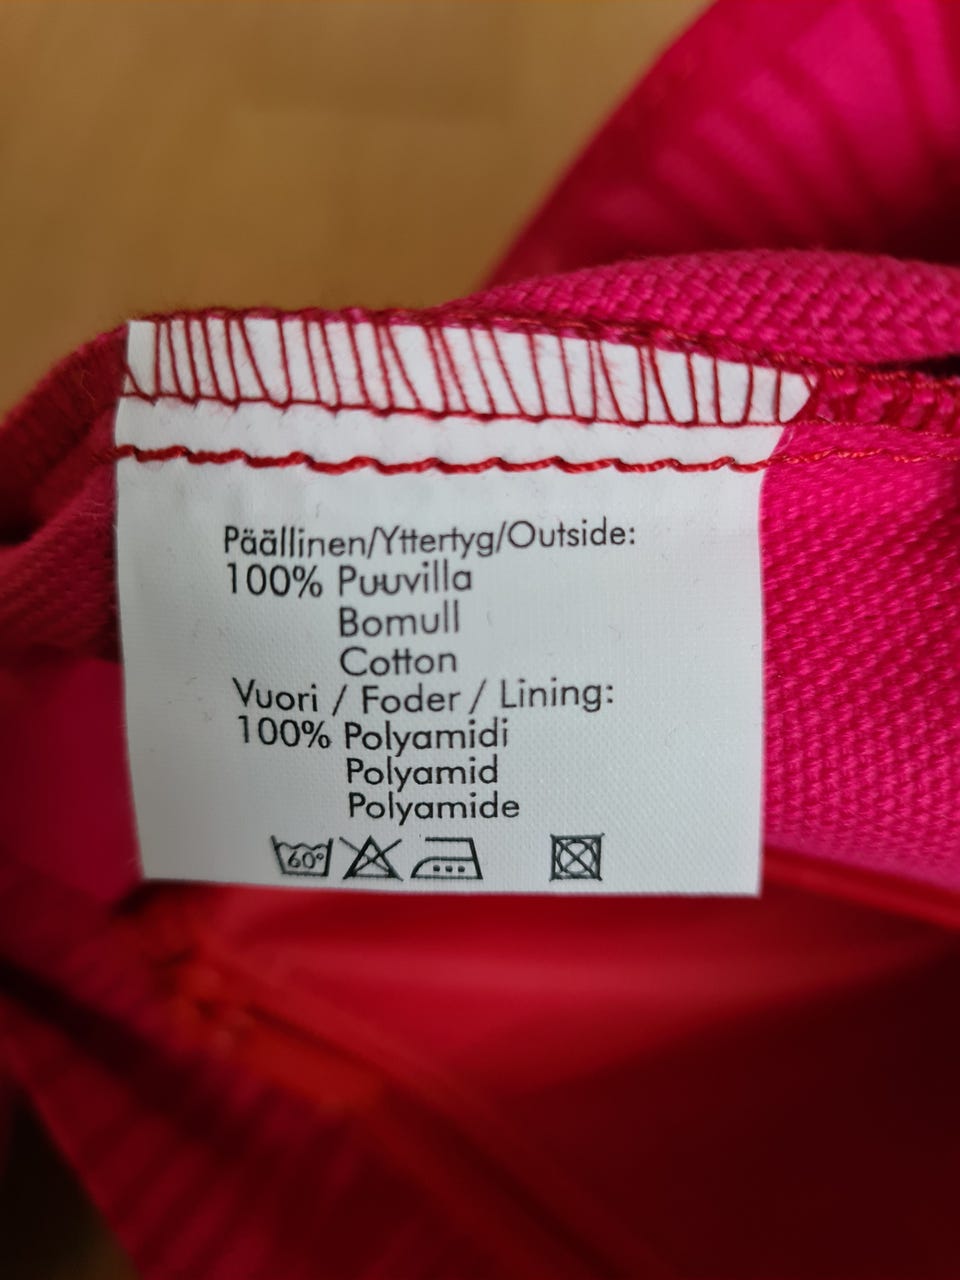 Päällinen/Yttertyg/Outside:
100% Puuvilla
Bomull
Cotton
Vuori / Foder / Lining:
100% Polyamidi
Polyamid
Polyamide
60°